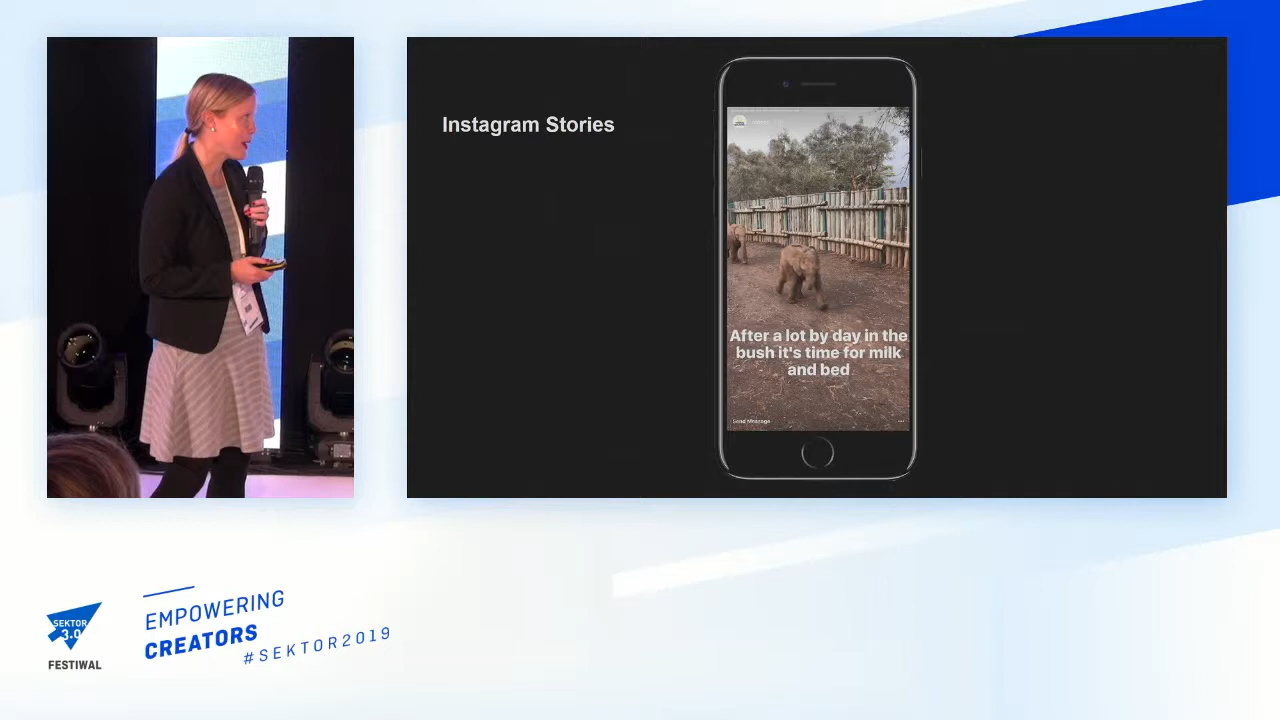 Instagram Stories
After a lot by day in the
bush it's time for milk
and bed
Send Message
SEKTOR
3.0
FESTIWAL
EMPOWERING
CREATORS
#SEKTOR2019